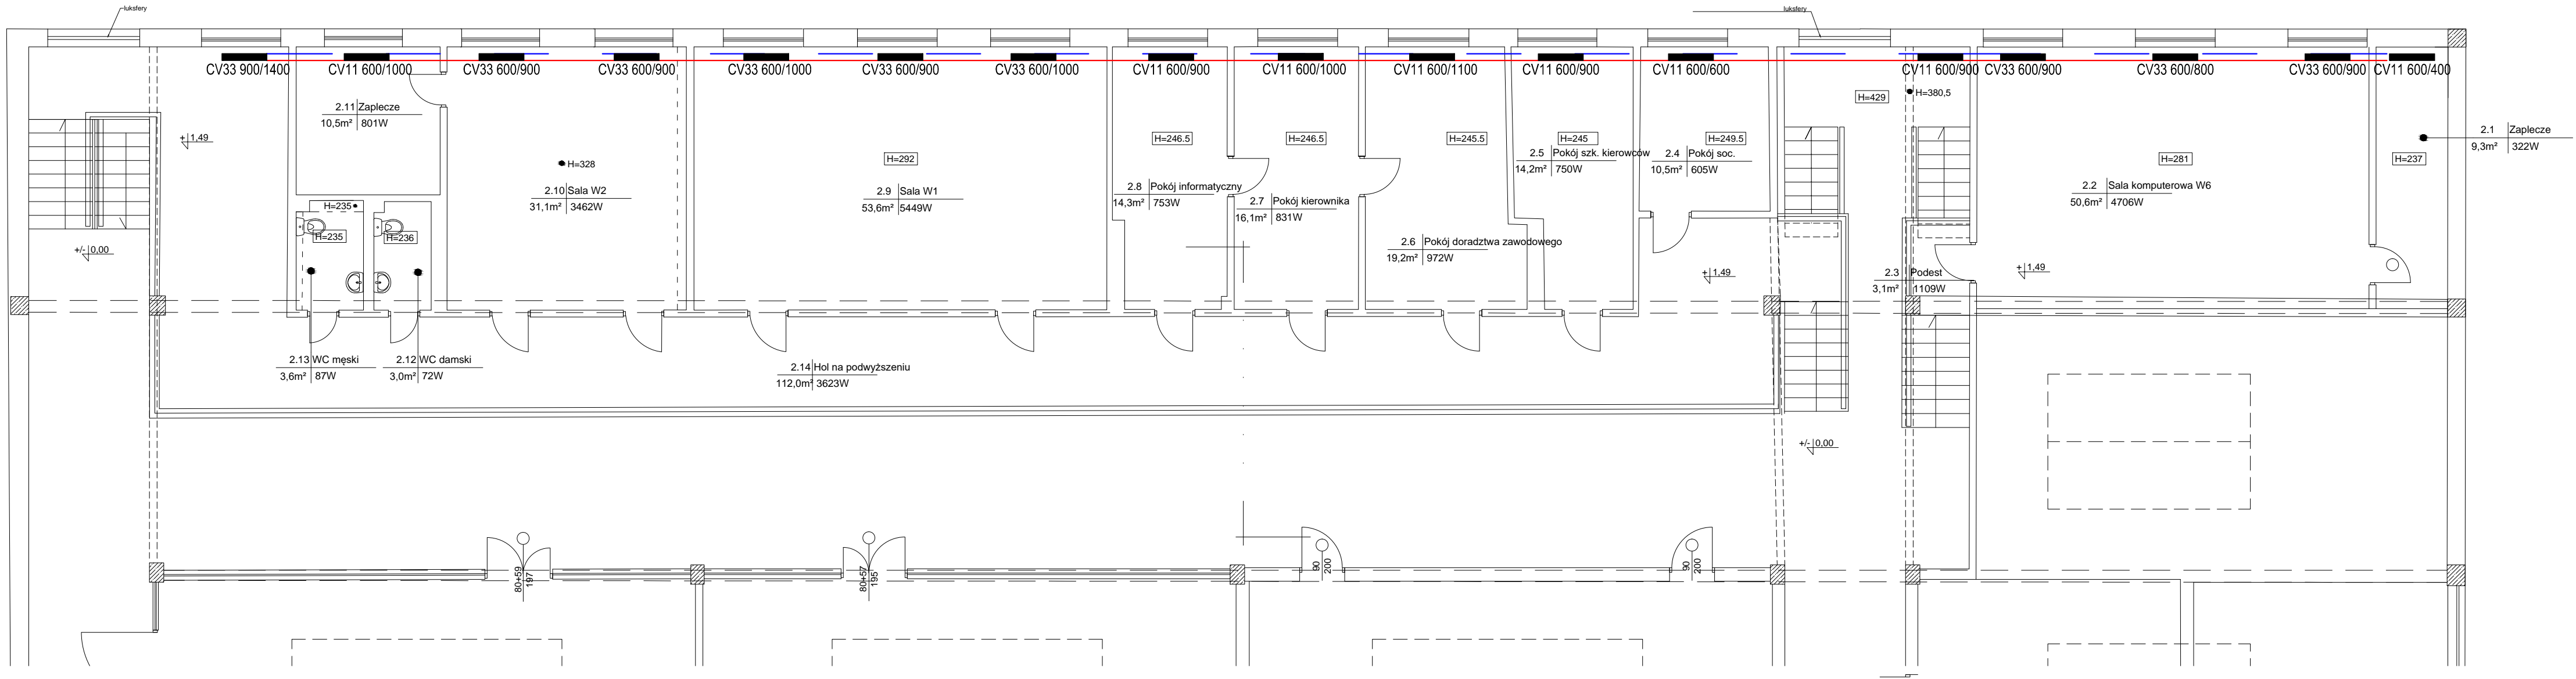 luksfery
luksfery
CV33 900/1400
CV11 600/1000
CV33 600/900
CV33 600/900
CV33 600/1000
CV33 600/900
CV33 600/1000
CV11 600/900
CV11 600/1000
CV11 600/1100
CV11 600/900
CV11 600/600
CV11 600/900
CV33 600/900
CV33 600/800
CV33 600/900
CV11 600/400
H=429
H=380,5
2.11 Zaplecze
10,5m² 801W
+ 1,49
H=328
H=292
H=246.5
H=246.5
H=245.5
H=245
H=249.5
H=281
H=237
2.1 Zaplecze
9,3m² 322W
2.5 Pokój szk. kierowców
14,2m² 750W
2.4 Pokój soc.
10,5m² 605W
2.10 Sala W2
31,1m² 3462W
2.9 Sala W1
53,6m² 5449W
2.8 Pokój informatyczny
14,3m² 753W
2.7 Pokój kierownika
16,1m² 831W
2.2 Sala komputerowa W6
50,6m² 4706W
H=235
H=235
H=236
+/- 0,00
2.6 Pokój doradztwa zawodowego
19,2m² 972W
+ 1,49
2.3 Podest
3,1m² 1109W
+ 1,49
2.13 WC męski
3,6m² 87W
2.12 WC damski
3,0m² 72W
2.14 Hol na podwyższeniu
112,0m² 3623W
+/- 0,00
80+59
197
80+57
195
90
200
90
200